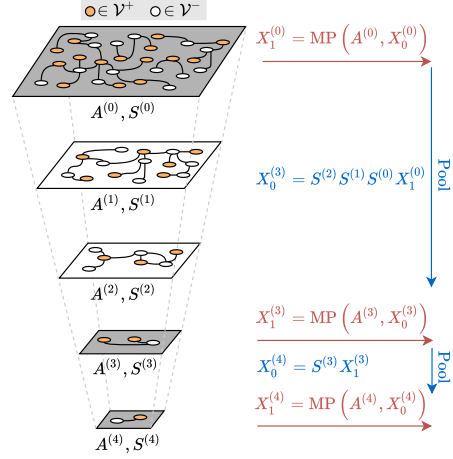 ∈ 𝒱⁺ ∈ 𝒱⁻
X₁⁽⁰⁾ = MP ( A⁽⁰⁾, X₀⁽⁰⁾ )
A⁽⁰⁾, S⁽⁰⁾
X₀⁽³⁾ = S⁽²⁾S⁽¹⁾S⁽⁰⁾X₁⁽⁰⁾
Pool
A⁽¹⁾, S⁽¹⁾
A⁽²⁾, S⁽²⁾
X₁⁽³⁾ = MP ( A⁽³⁾, X₀⁽³⁾ )
A⁽³⁾, S⁽³⁾
X₀⁽⁴⁾ = S⁽³⁾X₁⁽³⁾
Pool
X₁⁽⁴⁾ = MP ( A⁽⁴⁾, X₀⁽⁴⁾ )
A⁽⁴⁾, S⁽⁴⁾